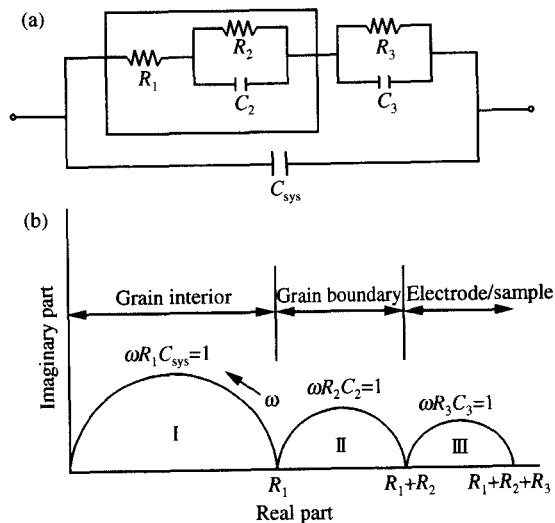 (a)
R2
R3
R1
C2
C3
Csys
(b)
Grain interior
Grain boundary
Electrode/sample
Imaginary part
ωR1Csys=1
ω
ωR2C2=1
ωR3C3=1
I
II
III
R1
R1+R2
R1+R2+R3
Real part